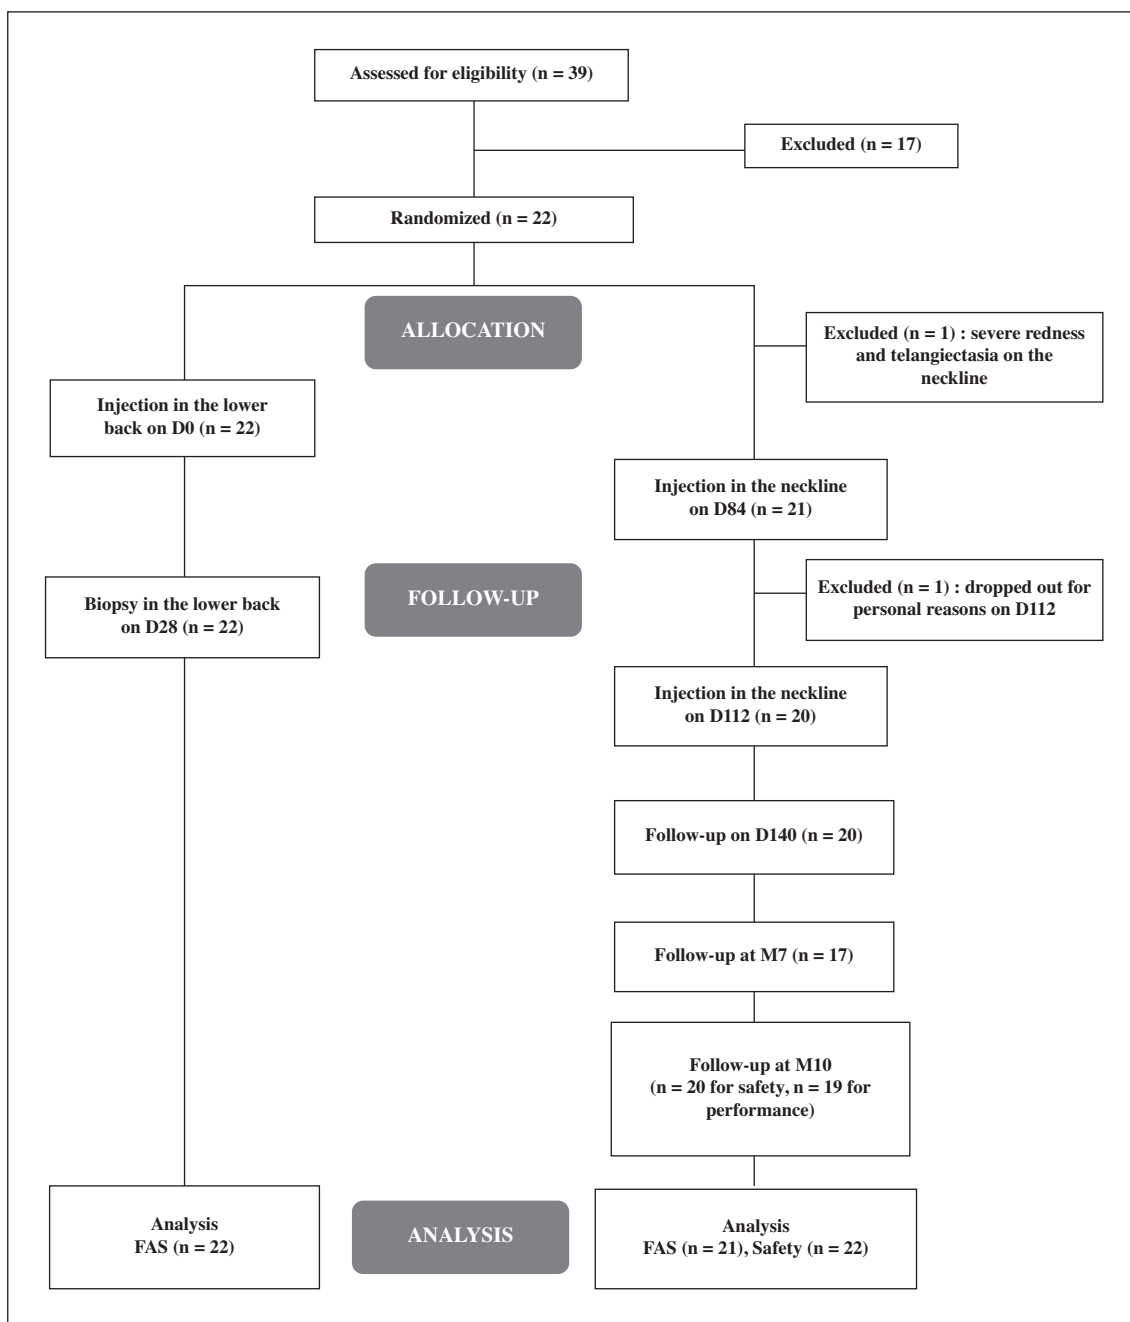 Assessed for eligibility (n = 39)
Excluded (n = 17)
Randomized (n = 22)
ALLOCATION
Excluded (n = 1) : severe redness
and telangiectasia on the
neckline
Injection in the lower
back on D0 (n = 22)
Injection in the neckline
on D84 (n = 21)
FOLLOW-UP
Excluded (n = 1) : dropped out for
personal reasons on D112
Biopsy in the lower back
on D28 (n = 22)
Injection in the neckline
on D112 (n = 20)
Follow-up on D140 (n = 20)
Follow-up at M7 (n = 17)
Follow-up at M10
(n = 20 for safety, n = 19 for
performance)
Analysis
FAS (n = 22)
ANALYSIS
Analysis
FAS (n = 21), Safety (n = 22)